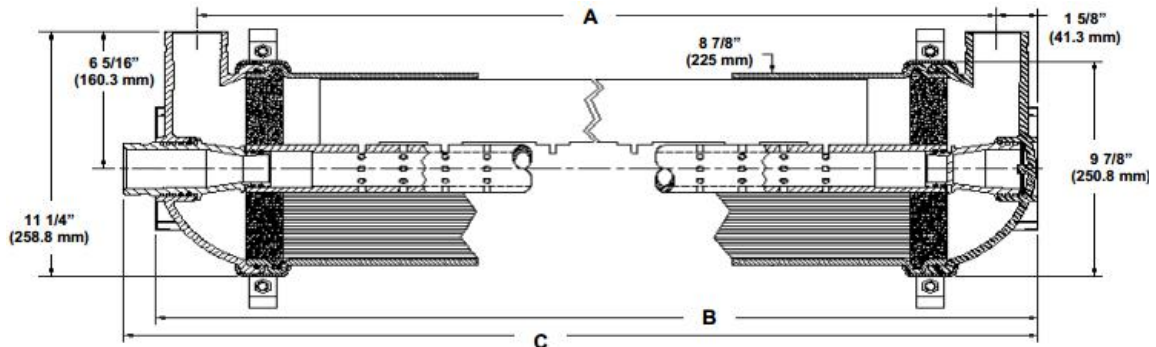 A
1 5/8”
(41.3 mm)
6 5/16”
(160.3 mm)
8 7/8”
(225 mm)
9 7/8”
(250.8 mm)
11 1/4”
(258.8 mm)
B
C